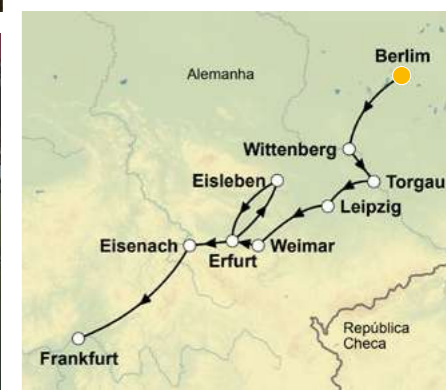 Berlim
Alemanha
Wittenberg
Eisleben
Torgau
Leipzig
Eisenach
Erfurt
Weimar
República
Checa
Frankfurt